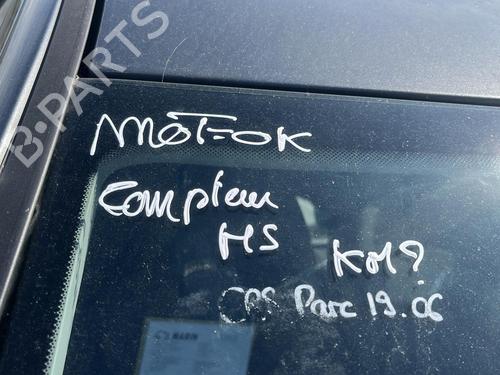 B-PARTS
MOT-OK
Compteur
HS KM?
Parc 19.06